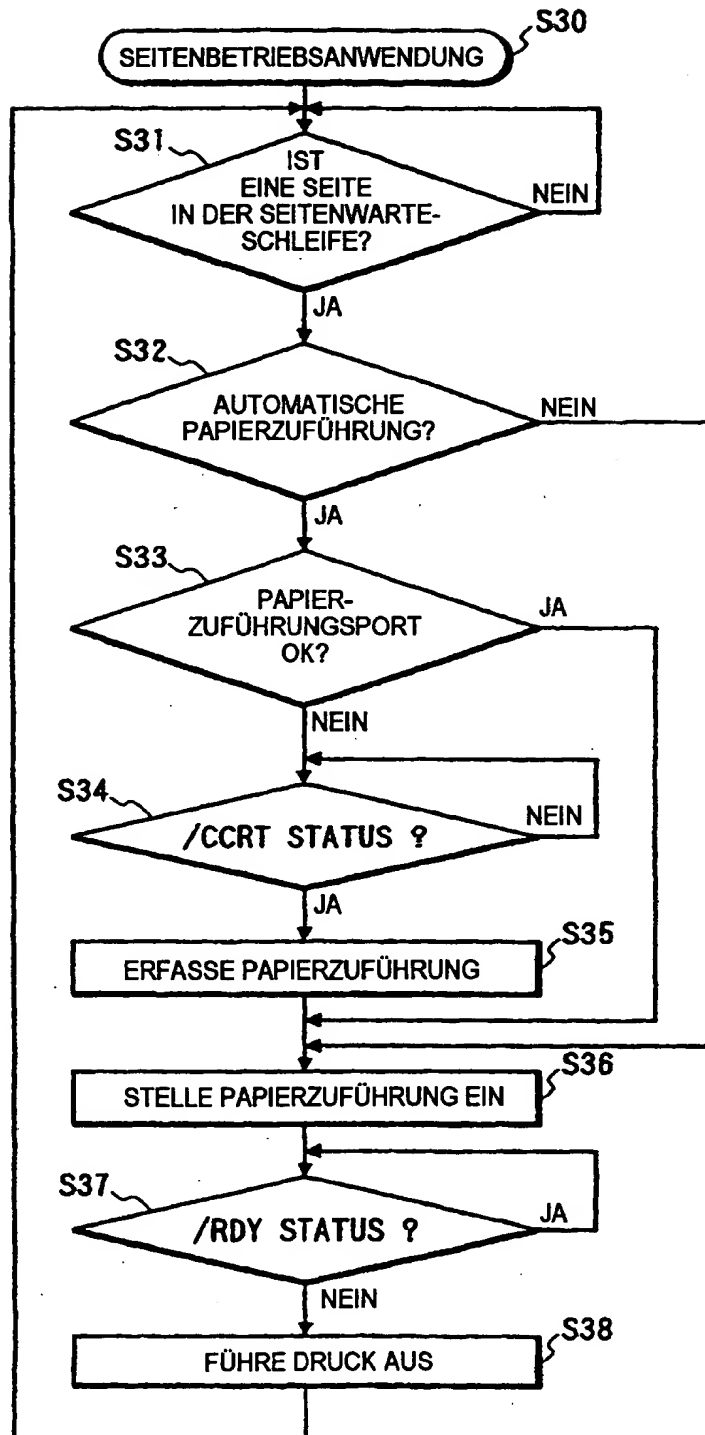 S30
SEITENBETRIEBSANWENDUNG
S31
IST
EINE SEITE
IN DER SEITENWARTE-
SCHLEIFE?
NEIN
JA
S32
AUTOMATISCHE
PAPIERZUFÜHRUNG?
NEIN
JA
S33
PAPIER-
ZUFÜHRUNGSPORT
OK?
JA
NEIN
S34
/CCRT STATUS ?
NEIN
JA
S35
ERFASSE PAPIERZUFÜHRUNG
S36
STELLE PAPIERZUFÜHRUNG EIN
S37
/RDY STATUS ?
JA
NEIN
S38
FÜHRE DRUCK AUS